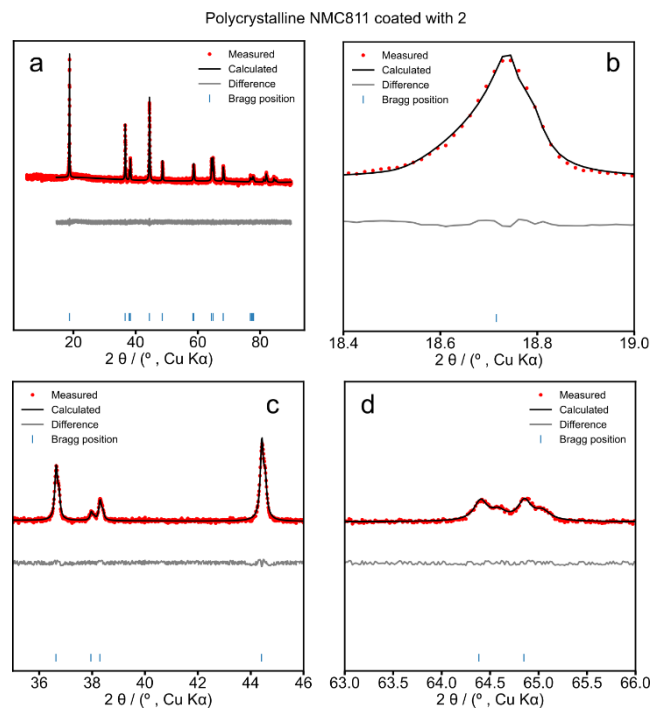 Polycrystalline NMC811 coated with 2
a
Measured
Calculated
Difference
Bragg position
20 40 60 80
2 θ / (º , Cu Kα)
b
Measured
Calculated
Difference
Bragg position
18.4 18.6 18.8 19.0
2 θ / (º , Cu Kα)
c
Measured
Calculated
Difference
Bragg position
36 38 40 42 44 46
2 θ / (º , Cu Kα)
d
Measured
Calculated
Difference
Bragg position
63.0 63.5 64.0 64.5 65.0 65.5 66.0
2 θ / (º , Cu Kα)